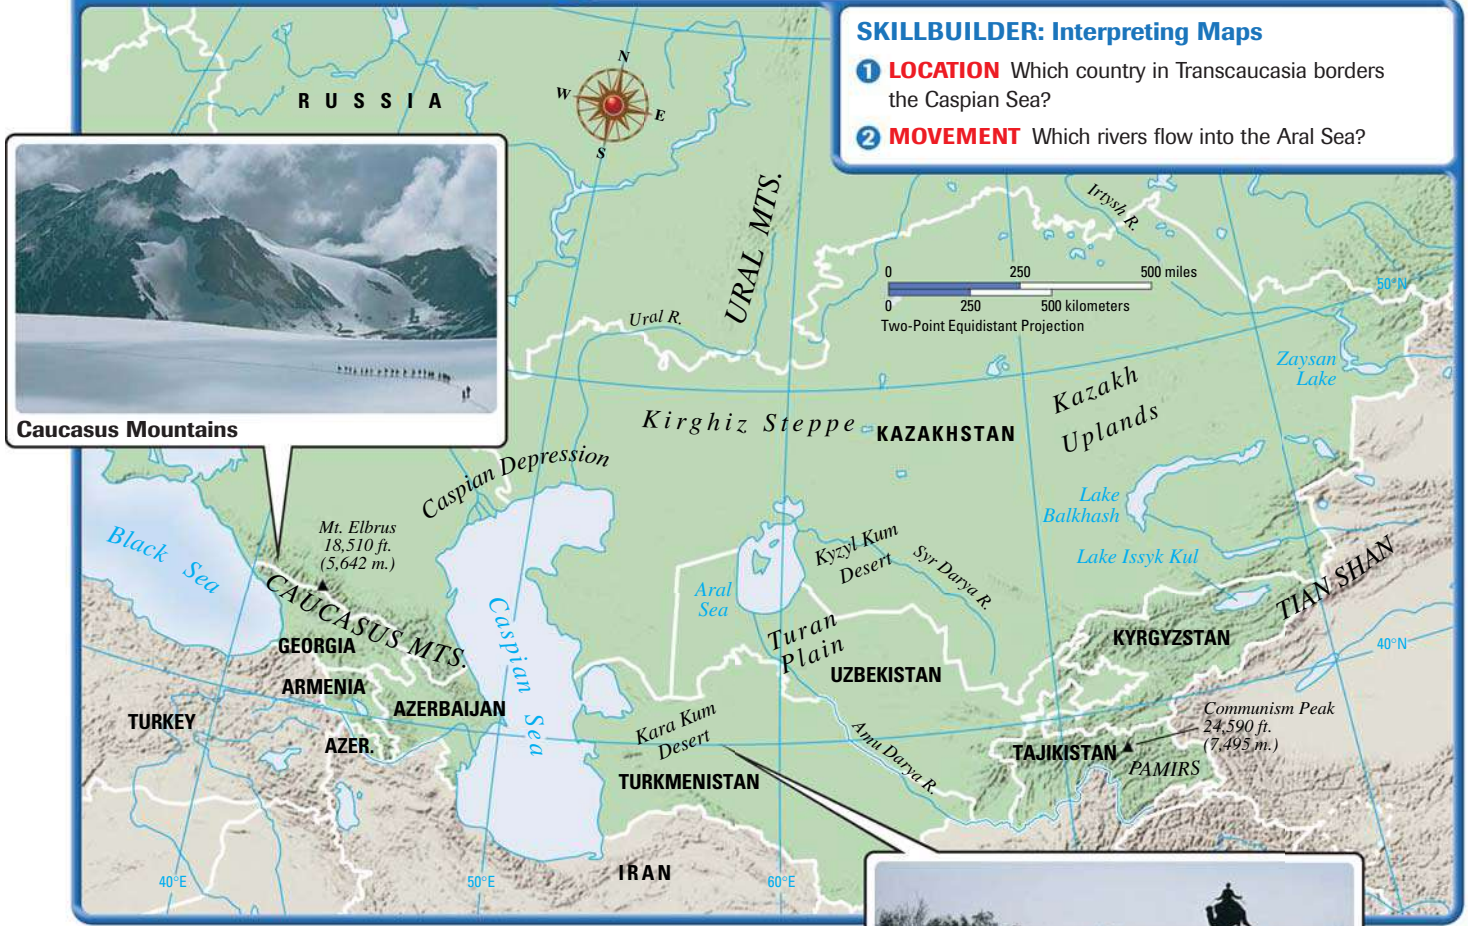 SKILLBUILDER: Interpreting Maps
1 LOCATION Which country in Transcaucasia borders
the Caspian Sea?
2 MOVEMENT Which rivers flow into the Aral Sea?
RUSSIA
N
W
E
S
URAL MTS.
Irtysh R.
0 250 500 miles
0 250 500 kilometers
Two-Point Equidistant Projection
50°N
Ural R.
Zaysan
Lake
Caucasus Mountains
Kirghiz Steppe
KAZAKHSTAN
Kazakh
Uplands
Caspian Depression
Lake
Balkhash
Black Sea
Mt. Elbrus
18,510 ft.
(5,642 m.)
Kyzyl Kum
Desert
Syr Darya R.
Lake Issyk Kul
TIAN SHAN
Aral
Sea
CAUCASUS MTS.
Caspian Sea
Turan
Plain
GEORGIA
KYRGYZSTAN
40°N
UZBEKISTAN
ARMENIA
AZERBAIJAN
TURKEY
AZER.
Kara Kum
Desert
Amu Darya R.
Communism Peak
24,590 ft.
(7,495 m.)
TAJIKISTAN
PAMIRS
TURKMENISTAN
IRAN
40°E
50°E
60°E